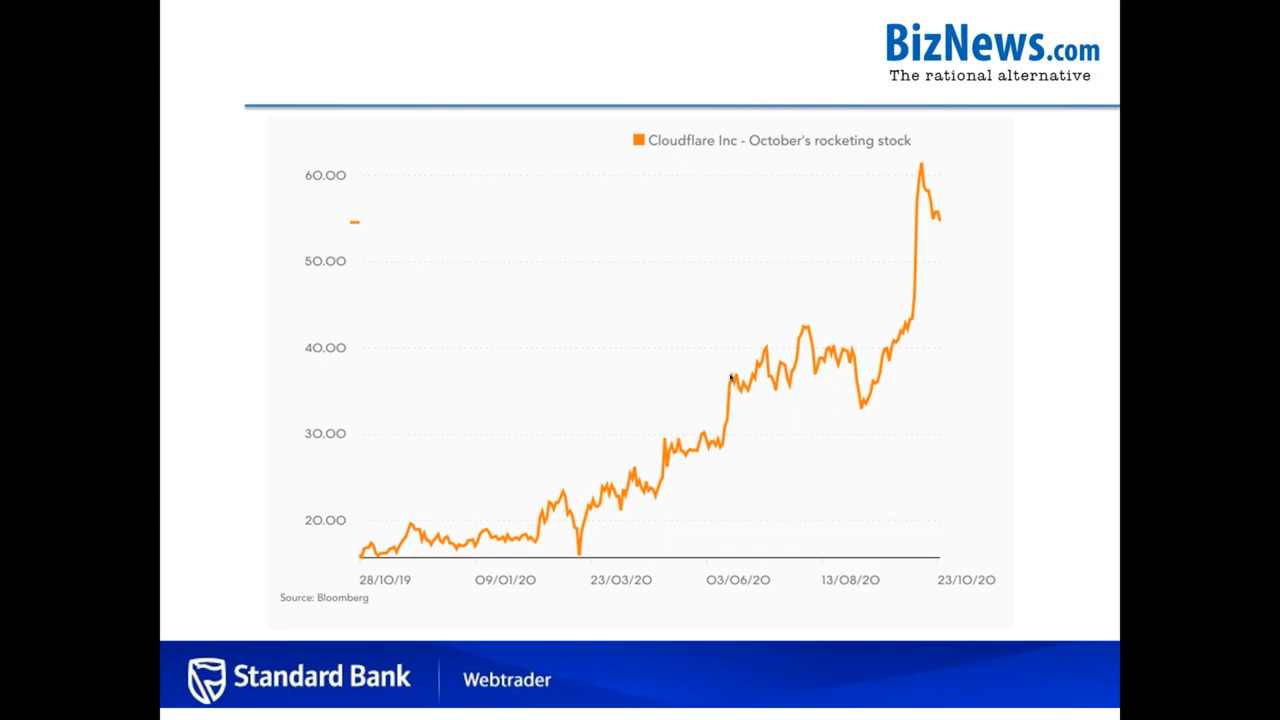 BizNews.com
The rational alternative
Cloudflare Inc - October's rocketing stock
60.00
50.00
40.00
30.00
20.00
28/10/19 09/01/20 23/03/20 03/06/20 13/08/20 23/10/20
Source: Bloomberg
Standard Bank Webtrader